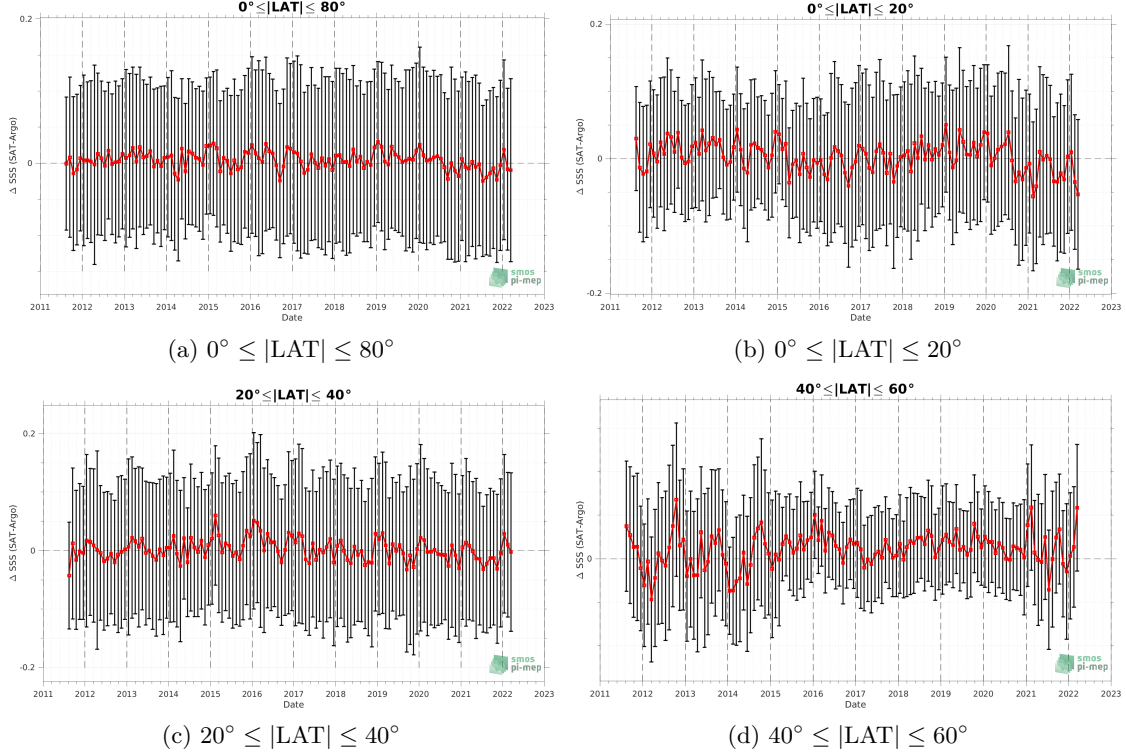 0°≤|LAT|≤ 80°
0.2
0
Δ SSS (SAT-Argo)
smos
pi-mep
2011 2012 2013 2014 2015 2016 2017 2018 2019 2020 2021 2022 2023
Date
(a) 0° ≤ |LAT| ≤ 80°
0°≤|LAT|≤ 20°
0.2
0
-0.2
Δ SSS (SAT-Argo)
smos
pi-mep
2011 2012 2013 2014 2015 2016 2017 2018 2019 2020 2021 2022 2023
Date
(b) 0° ≤ |LAT| ≤ 20°
20°≤|LAT|≤ 40°
0.2
0
-0.2
Δ SSS (SAT-Argo)
smos
pi-mep
2011 2012 2013 2014 2015 2016 2017 2018 2019 2020 2021 2022 2023
Date
(c) 20° ≤ |LAT| ≤ 40°
40°≤|LAT|≤ 60°
0
Δ SSS (SAT-Argo)
smos
pi-mep
2011 2012 2013 2014 2015 2016 2017 2018 2019 2020 2021 2022 2023
Date
(d) 40° ≤ |LAT| ≤ 60°